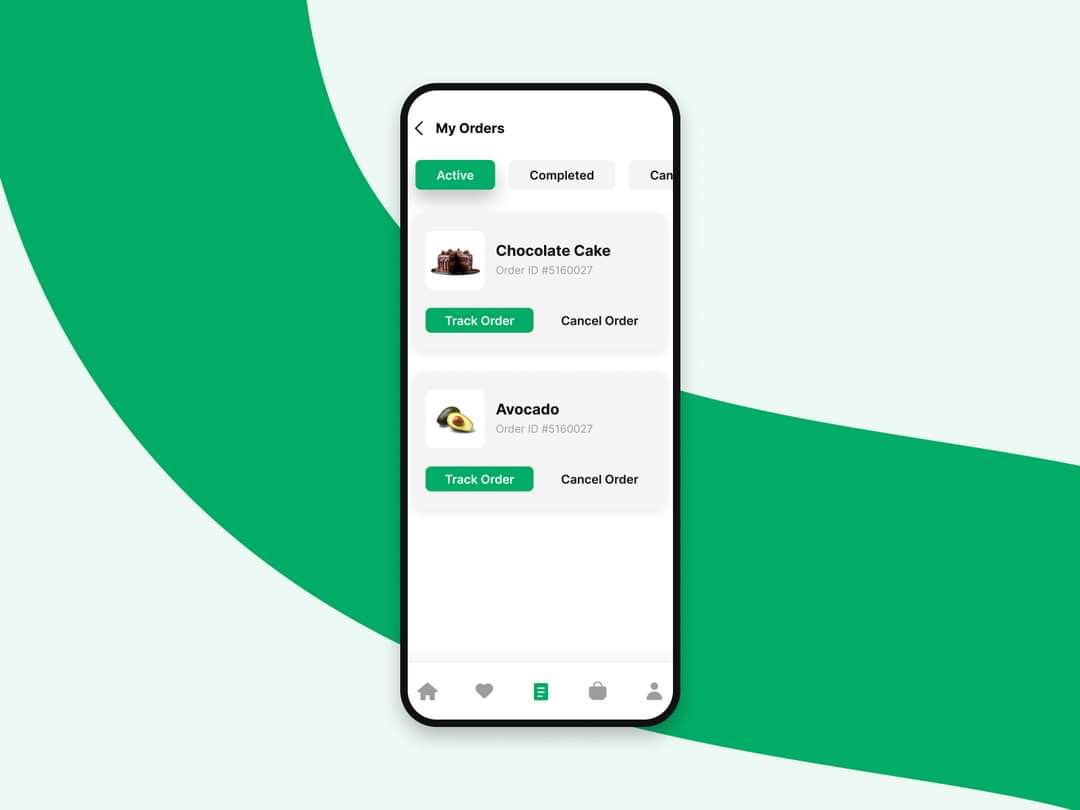 My Orders
Active
Completed
Can
Chocolate Cake
Order ID #5160027
Track Order
Cancel Order
Avocado
Order ID #5160027
Track Order
Cancel Order